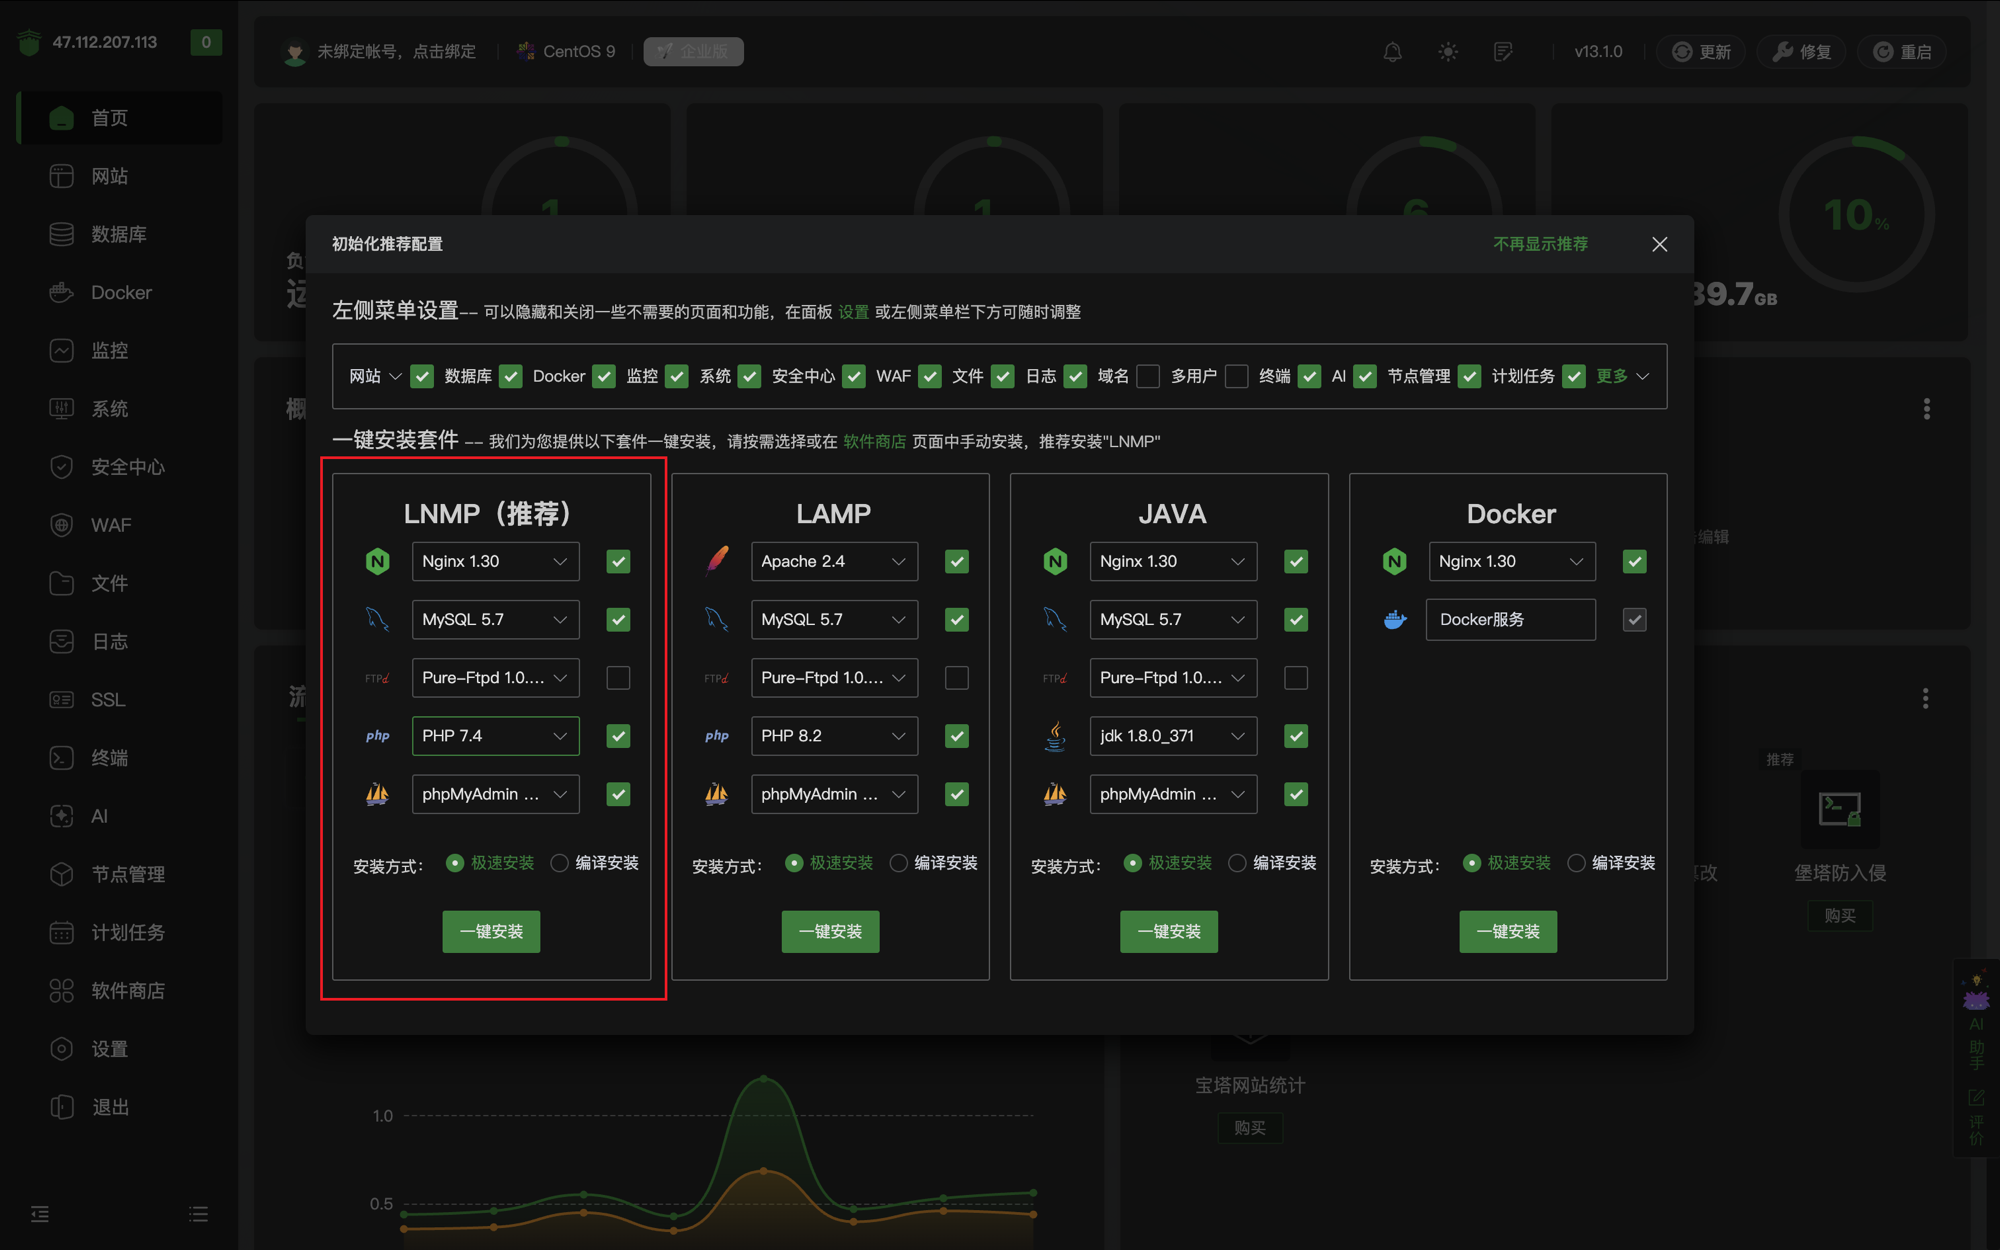 47.112.207.113
0
未绑定帐号，点击绑定
CentOS 9
企业版
v13.1.0
更新
修复
重启
首页
网站
数据库
Docker
监控
系统
安全中心
WAF
文件
日志
SSL
终端
AI
节点管理
计划任务
软件商店
设置
退出
1
1
6
10%
负
运
39.7GB
初始化推荐配置
不再显示推荐
左侧菜单设置-- 可以隐藏和关闭一些不需要的页面和功能，在面板 设置 或左侧菜单栏下方可随时调整
网站 数据库 Docker 监控 系统 安全中心 WAF 文件 日志 域名 多用户 终端 AI 节点管理 计划任务 更多
概
一键安装套件 -- 我们为您提供以下套件一键安装，请按需选择或在 软件商店 页面中手动安装，推荐安装"LNMP"
LNMP（推荐）
Nginx 1.30
MySQL 5.7
FTPd
Pure-Ftpd 1.0....
php
PHP 7.4
phpMyAdmin ...
安装方式：
极速安装
编译安装
一键安装
LAMP
Apache 2.4
MySQL 5.7
FTPd
Pure-Ftpd 1.0....
php
PHP 8.2
phpMyAdmin ...
安装方式：
极速安装
编译安装
一键安装
JAVA
Nginx 1.30
MySQL 5.7
FTPd
Pure-Ftpd 1.0....
jdk 1.8.0_371
phpMyAdmin ...
安装方式：
极速安装
编译安装
一键安装
Docker
Nginx 1.30
Docker服务
安装方式：
极速安装
编译安装
一键安装
编辑
流
推荐
改
堡塔防入侵
购买
宝塔网站统计
购买
1.0
0.5
AI
助
手
评
价